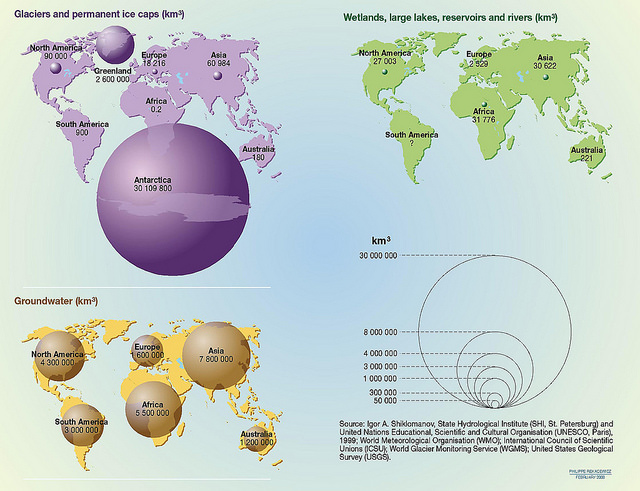 Glaciers and permanent ice caps (km³)
North America
90 000
Greenland
2 600 000
Europe
18 216
Asia
60 984
Africa
0.2
South America
900
Australia
180
Antarctica
30 109 800
Wetlands, large lakes, reservoirs and rivers (km³)
North America
27 003
Europe
2 529
Asia
30 622
Africa
31 776
South America
?
Australia
221
Groundwater (km³)
North America
4 300 000
Europe
1 600 000
Asia
7 800 000
Africa
5 500 000
South America
3 000 000
Australia
1 200 000
km³
30 000 000
8 000 000
4 000 000
3 000 000
1 000 000
300 000
50 000
Source: Igor A. Shiklomanov, State Hydrological Institute (SHI, St. Petersburg) and
United Nations Educational, Scientific and Cultural Organisation (UNESCO, Paris),
1999; World Meteorological Organisation (WMO); International Council of Scientific
Unions (ICSU); World Glacier Monitoring Service (WGMS); United States Geological
Survey (USGS).
PHILIPPE REKACEWICZ
FEBRUARY 2008